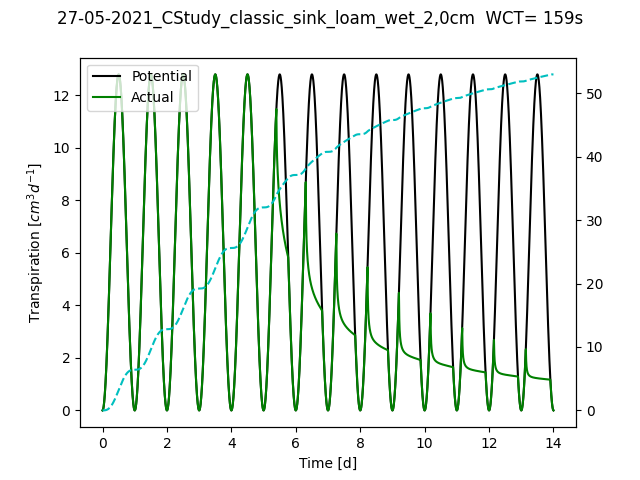 27-05-2021_CStudy_classic_sink_loam_wet_2,0cm  WCT= 159s
Potential
Actual
Transpiration [cm³d⁻¹]
12
10
8
6
4
2
0
50
40
30
20
10
0
0 2 4 6 8 10 12 14
Time [d]